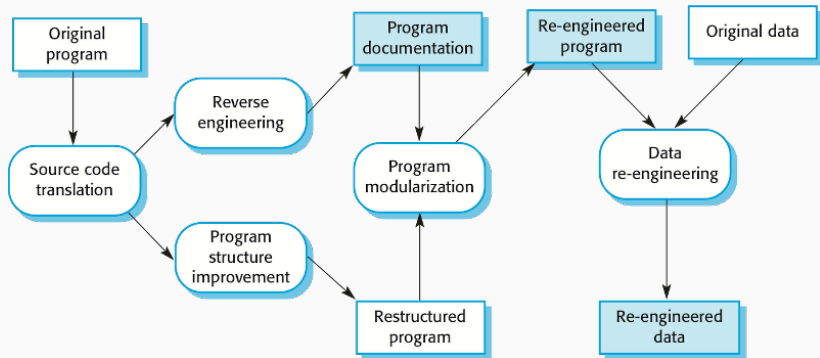 Original
program
Program
documentation
Re-engineered
program
Original data
Reverse
engineering
Source code
translation
Program
modularization
Data
re-engineering
Program
structure
improvement
Restructured
program
Re-engineered
data